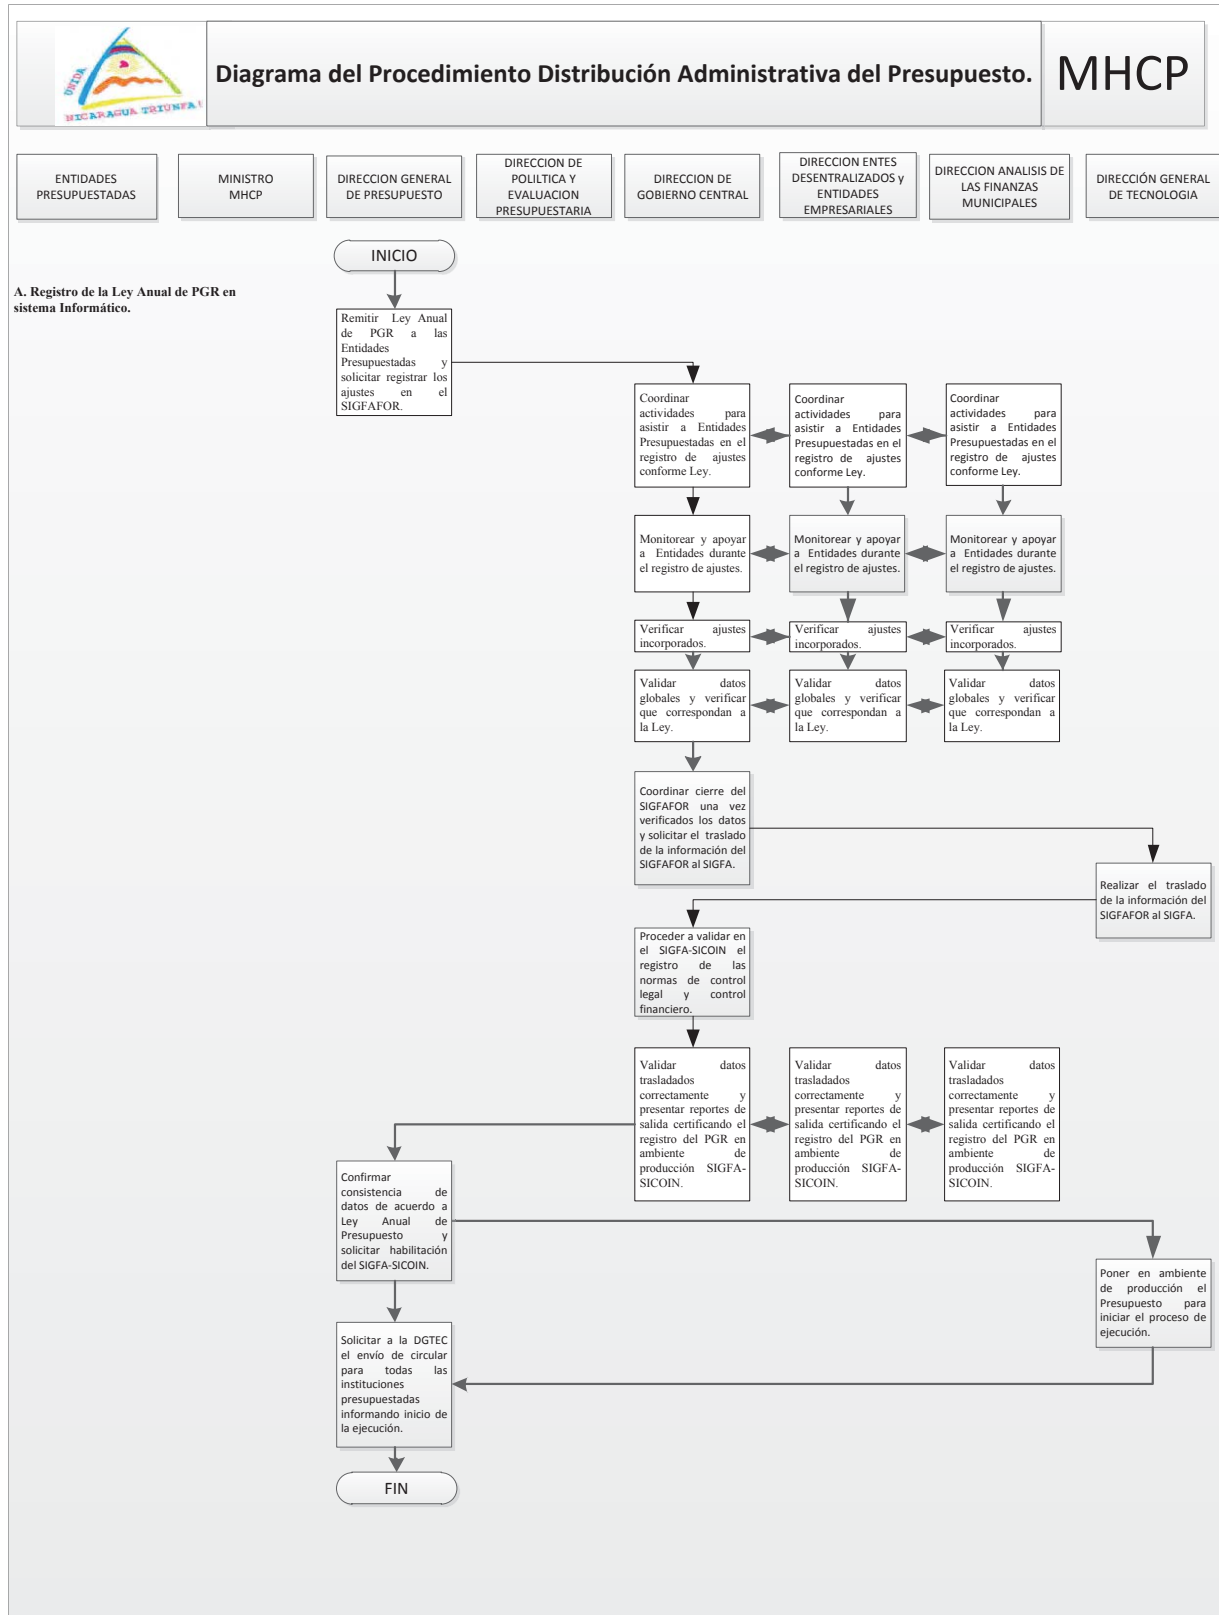 UNIDA
NICARAGUA TRIUNFA!
Diagrama del Procedimiento Distribución Administrativa del Presupuesto.
MHCP
ENTIDADES
PRESUPUESTADAS
MINISTRO
MHCP
DIRECCION GENERAL
DE PRESUPUESTO
DIRECCION DE
POLILTICA Y
EVALUACION
PRESUPUESTARIA
DIRECCION DE
GOBIERNO CENTRAL
DIRECCION ENTES
DESENTRALIZADOS y
ENTIDADES
EMPRESARIALES
DIRECCION ANALISIS DE
LAS FINANZAS
MUNICIPALES
DIRECCIÓN GENERAL
DE TECNOLOGIA
INICIO
A. Registro de la Ley Anual de PGR en
sistema Informático.
Remitir Ley Anual
de PGR a las
Entidades
Presupuestadas y
solicitar registrar los
ajustes en el
SIGFAFOR.
Coordinar
actividades para
asistir a Entidades
Presupuestadas en el
registro de ajustes
conforme Ley.
Coordinar
actividades para
asistir a Entidades
Presupuestadas en el
registro de ajustes
conforme Ley.
Coordinar
actividades para
asistir a Entidades
Presupuestadas en el
registro de ajustes
conforme Ley.
Monitorear y apoyar
a Entidades durante
el registro de ajustes.
Monitorear y apoyar
a Entidades durante
el registro de ajustes.
Monitorear y apoyar
a Entidades durante
el registro de ajustes.
Verificar ajustes
incorporados.
Verificar ajustes
incorporados.
Verificar ajustes
incorporados.
Validar datos
globales y verificar
que correspondan a
la Ley.
Validar datos
globales y verificar
que correspondan a
la Ley.
Validar datos
globales y verificar
que correspondan a
la Ley.
Coordinar cierre del
SIGFAFOR una vez
verificados los datos
y solicitar el traslado
de la información del
SIGFAFOR al SIGFA.
Realizar el traslado
de la información del
SIGFAFOR al SIGFA.
Proceder a validar en
el SIGFA-SICOIN el
registro de las
normas de control
legal y control
financiero.
Validar datos
trasladados
correctamente y
presentar reportes de
salida certificando el
registro del PGR en
ambiente de
producción SIGFA-
SICOIN.
Validar datos
trasladados
correctamente y
presentar reportes de
salida certificando el
registro del PGR en
ambiente de
producción SIGFA-
SICOIN.
Validar datos
trasladados
correctamente y
presentar reportes de
salida certificando el
registro del PGR en
ambiente de
producción SIGFA-
SICOIN.
Confirmar
consistencia de
datos de acuerdo a
Ley Anual de
Presupuesto y
solicitar habilitación
del SIGFA-SICOIN.
Poner en ambiente
de producción el
Presupuesto para
iniciar el proceso de
ejecución.
Solicitar a la DGTEC
el envío de circular
para todas las
instituciones
presupuestadas
informando inicio de
la ejecución.
FIN